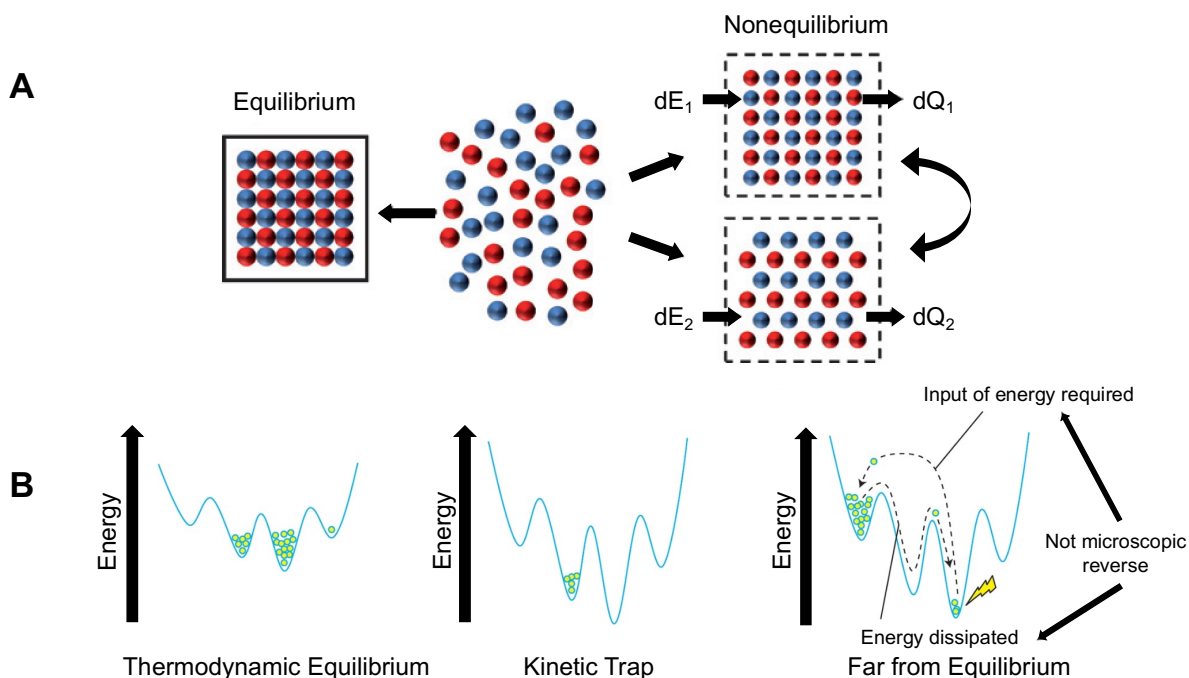 A
Equilibrium
Nonequilibrium
dE₁
dQ₁
dE₂
dQ₂
B
Energy
Thermodynamic Equilibrium
Energy
Kinetic Trap
Energy
Input of energy required
Not microscopic
reverse
Energy dissipated
Far from Equilibrium